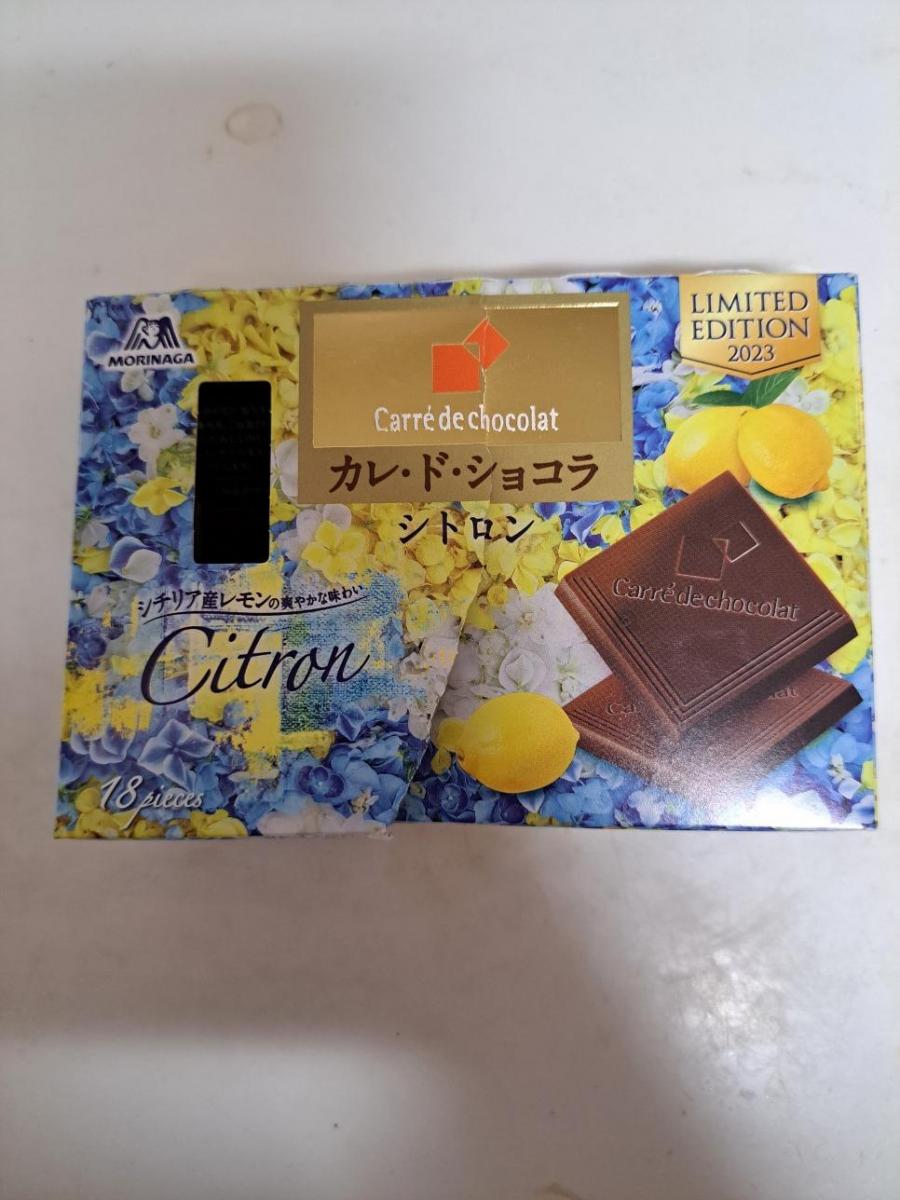 MORINAGA
LIMITED
EDITION
2023
Carré de chocolat
カレ・ド・ショコラ
シトロン
シチリア産レモンの爽やかな味わい
Citron
18 pieces
Carré de chocolat